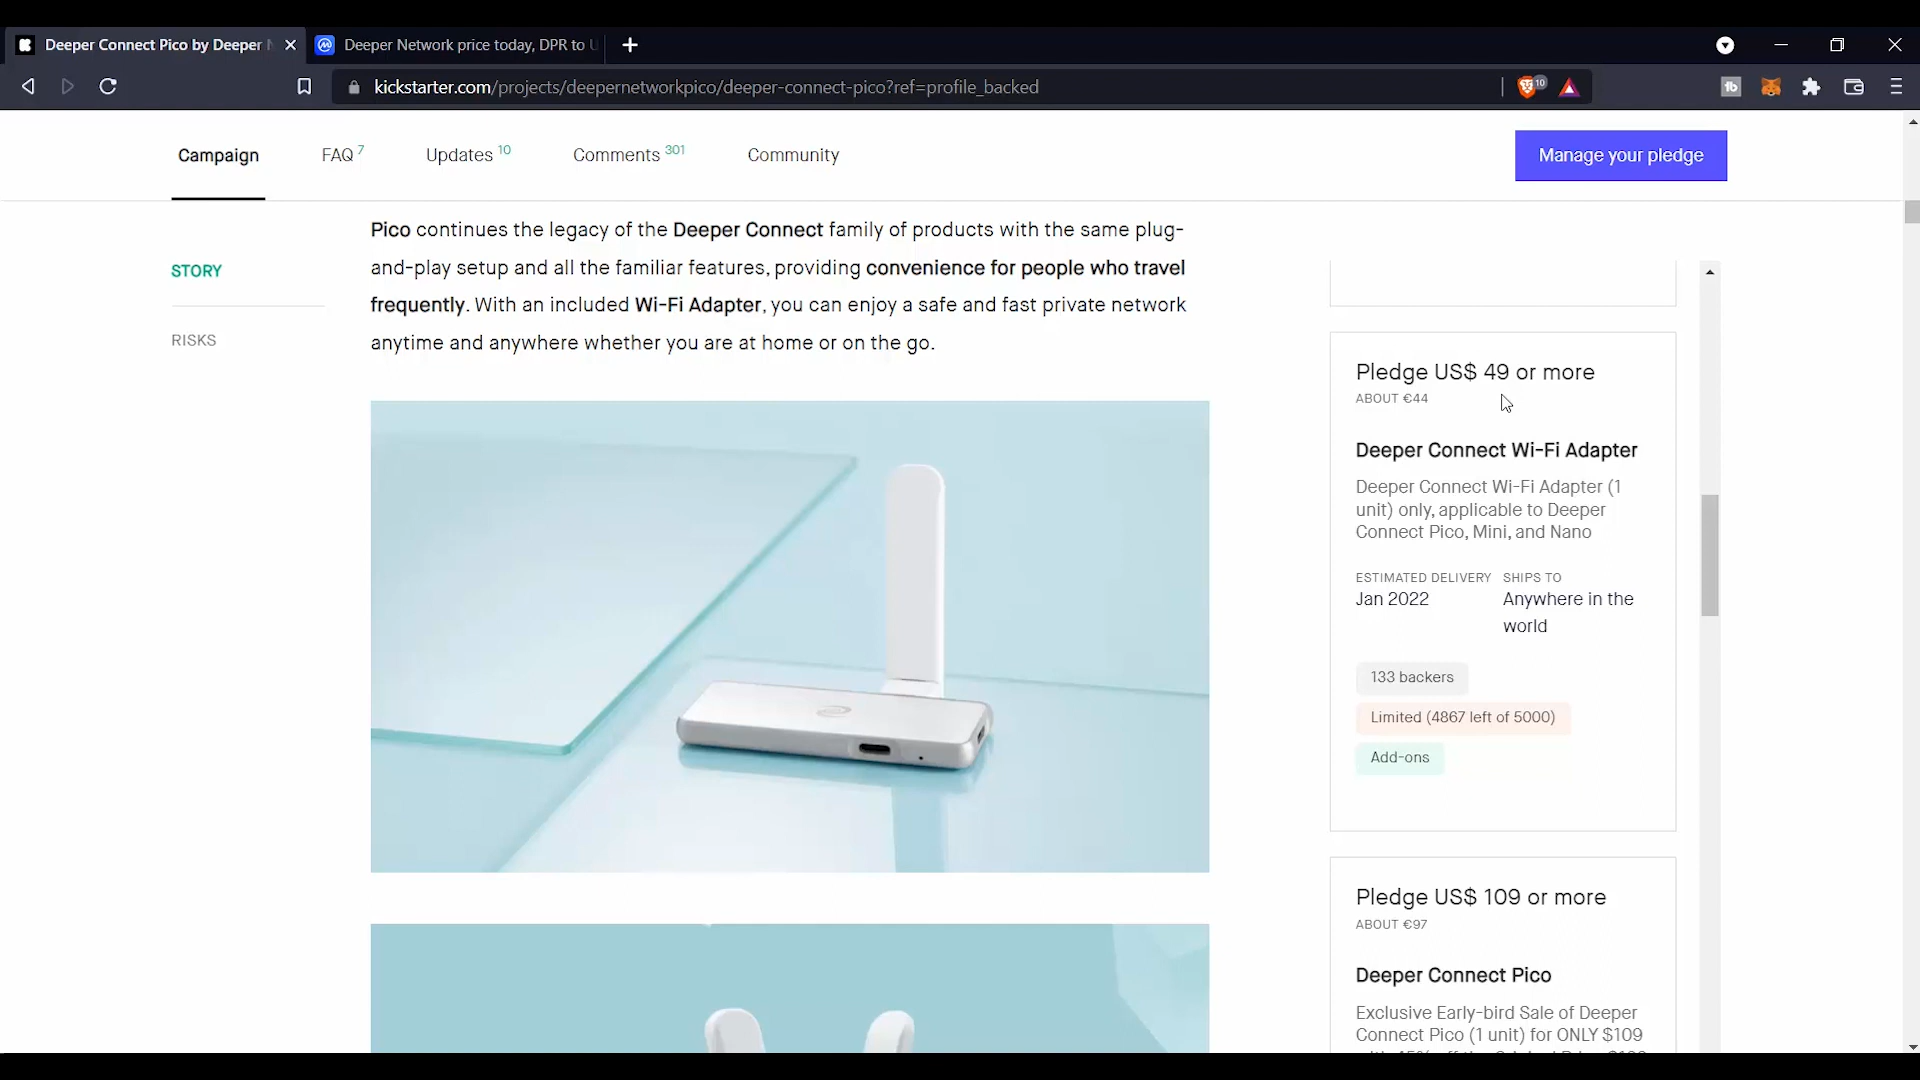 Deeper Connect Pico by Deeper N
Deeper Network price today, DPR to U
kickstarter.com/projects/deepernetworkpico/deeper-connect-pico?ref=profile_backed
10
Campaign
FAQ 7
Updates 10
Comments 301
Community
Manage your pledge
STORY
RISKS
Pico continues the legacy of the Deeper Connect family of products with the same plug-
and-play setup and all the familiar features, providing convenience for people who travel
frequently. With an included Wi-Fi Adapter, you can enjoy a safe and fast private network
anytime and anywhere whether you are at home or on the go.
Pledge US$ 49 or more
ABOUT €44
Deeper Connect Wi-Fi Adapter
Deeper Connect Wi-Fi Adapter (1
unit) only, applicable to Deeper
Connect Pico, Mini, and Nano
ESTIMATED DELIVERY
Jan 2022
SHIPS TO
Anywhere in the
world
133 backers
Limited (4867 left of 5000)
Add-ons
Pledge US$ 109 or more
ABOUT €97
Deeper Connect Pico
Exclusive Early-bird Sale of Deeper
Connect Pico (1 unit) for ONLY $109